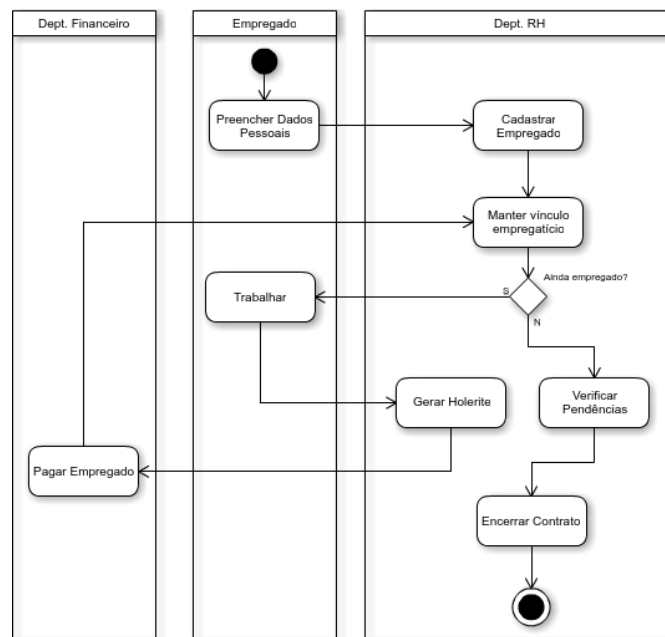 Dept. Financeiro
Empregado
Dept. RH
Preencher Dados
Pessoais
Cadastrar
Empregado
Manter vínculo
empregatício
Ainda empregado?
S
N
Trabalhar
Gerar Holerite
Verificar
Pendências
Pagar Empregado
Encerrar Contrato